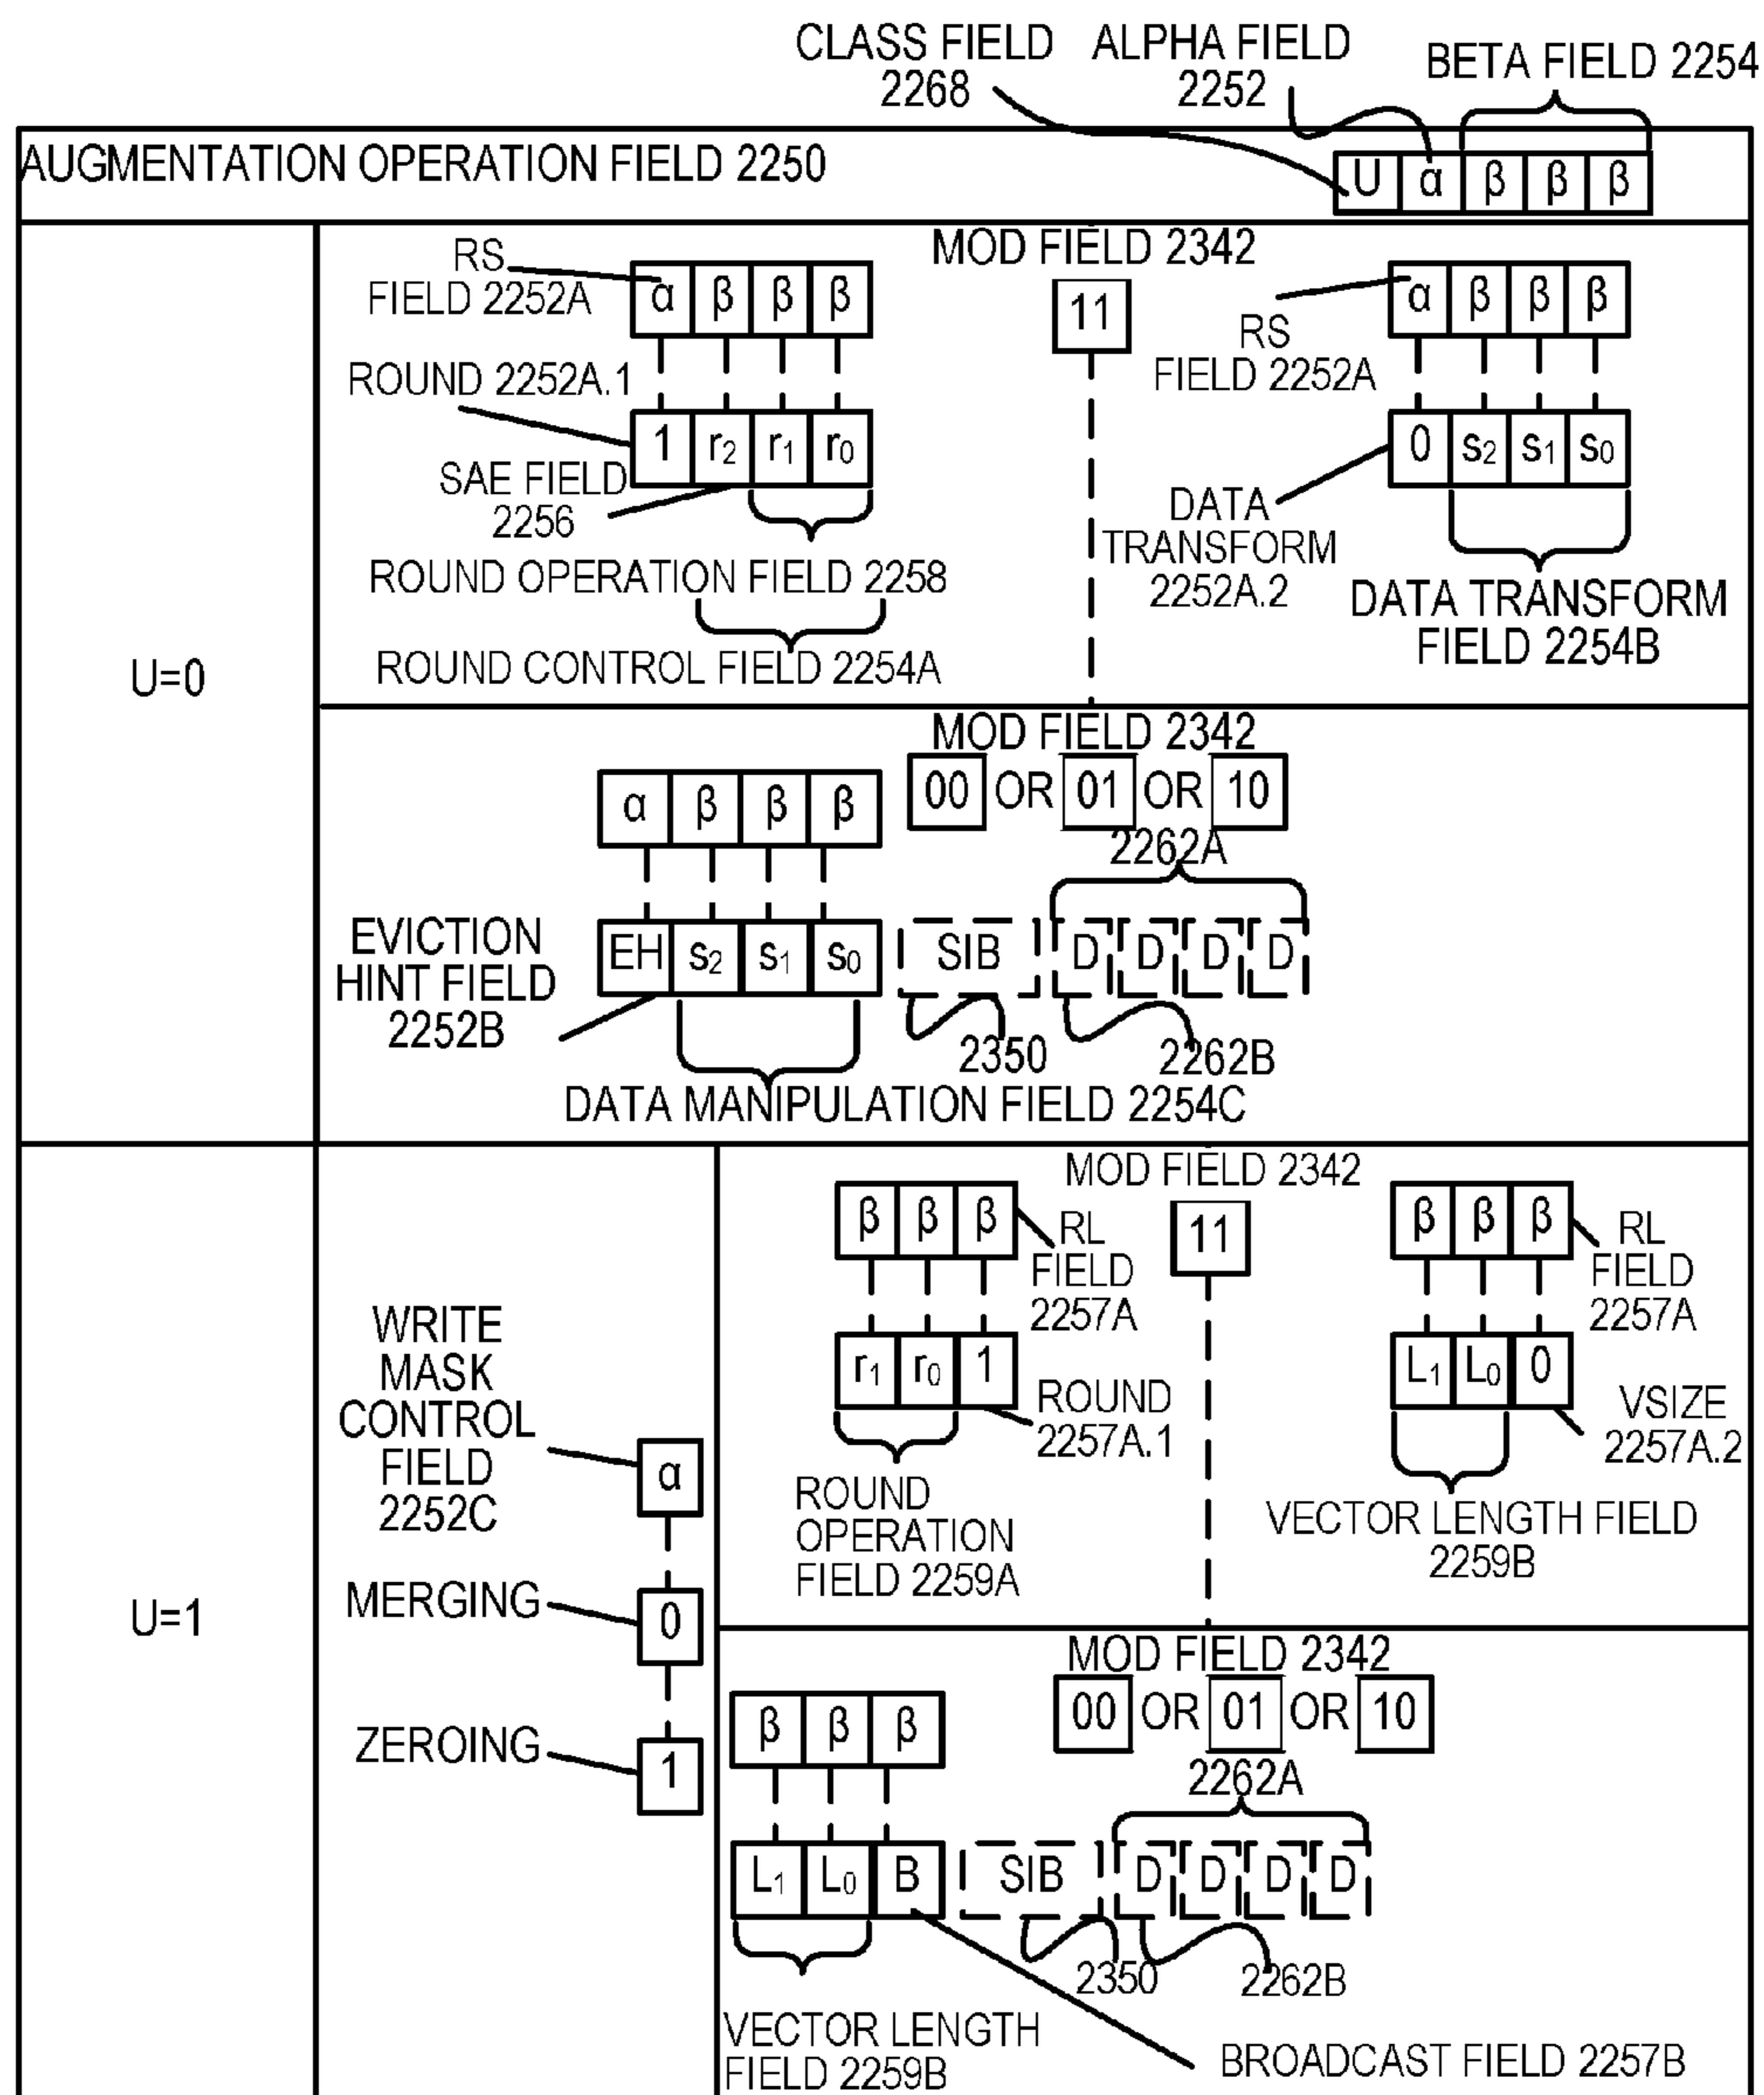 CLASS FIELD
2268
ALPHA FIELD
2252
BETA FIELD 2254
AUGMENTATION OPERATION FIELD 2250
U α β β β
MOD FIELD 2342
11
RS
FIELD 2252A
α β β β
ROUND 2252A.1
1 r2 r1 r0
SAE FIELD
2256
ROUND OPERATION FIELD 2258
ROUND CONTROL FIELD 2254A
α β β β
RS
FIELD 2252A
0 s2 s1 s0
DATA
TRANSFORM
2252A.2
DATA TRANSFORM
FIELD 2254B
U=0
MOD FIELD 2342
00 OR 01 OR 10
α β β β
2262A
EVICTION
HINT FIELD
2252B
EH s2 s1 s0 SIB D D D D
2350
2262B
DATA MANIPULATION FIELD 2254C
U=1
WRITE
MASK
CONTROL
FIELD
2252C
α
MERGING
0
ZEROING
1
MOD FIELD 2342
11
β β β
RL
FIELD
2257A
r1 r0 1
ROUND
2257A.1
ROUND
OPERATION
FIELD 2259A
β β β
RL
FIELD
2257A
L1 L0 0
VSIZE
2257A.2
VECTOR LENGTH FIELD
2259B
MOD FIELD 2342
00 OR 01 OR 10
β β β
2262A
L1 L0 B SIB D D D D
2350
2262B
VECTOR LENGTH
FIELD 2259B
BROADCAST FIELD 2257B